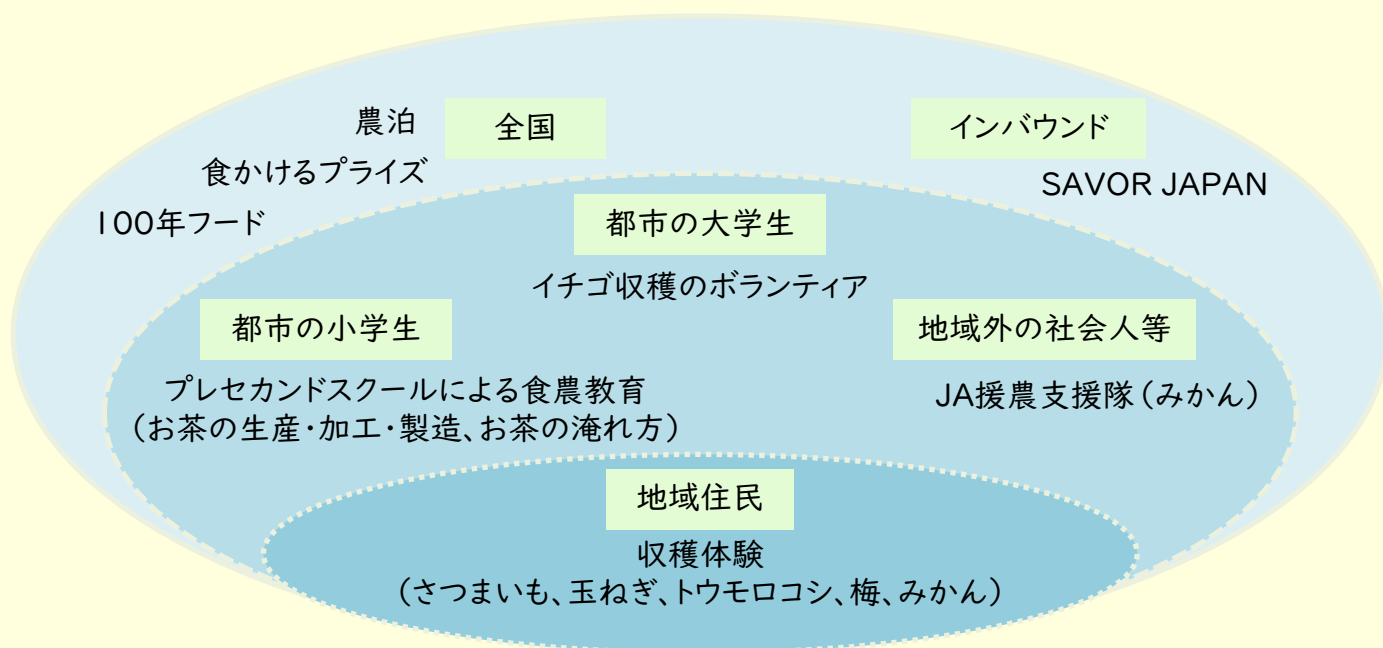 農泊
全国
インバウンド
食かけるプライズ
SAVOR JAPAN
100年フード
都市の大学生
イチゴ収穫のボランティア
都市の小学生
地域外の社会人等
プレセカンドスクールによる食農教育
(お茶の生産・加工・製造、お茶の淹れ方)
JA援農支援隊(みかん)
地域住民
収穫体験
(さつまいも、玉ねぎ、トウモロコシ、梅、みかん)